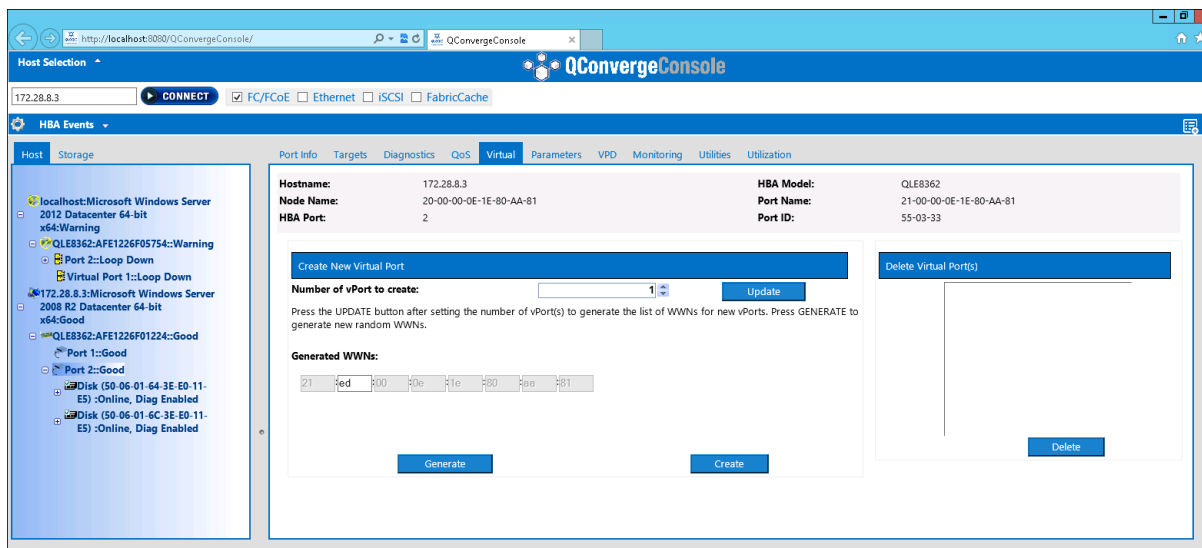 http://localhost:8080/QConvergeConsole/
QConvergeConsole
Host Selection
QConvergeConsole
172.28.8.3 CONNECT FC/FCoE Ethernet iSCSI FabricCache
HBA Events
Host Storage
Port Info Targets Diagnostics QoS Virtual Parameters VPD Monitoring Utilities Utilization
localhost:Microsoft Windows Server
2012 Datacenter 64-bit
x64:Warning
QLE8362:AFE1226F05754::Warning
Port 2::Loop Down
Virtual Port 1::Loop Down
172.28.8.3:Microsoft Windows Server
2008 R2 Datacenter 64-bit
x64:Good
QLE8362:AFE1226F01224::Good
Port 1::Good
Port 2::Good
Disk (50-06-01-64-3E-E0-11-
E5) :Online, Diag Enabled
Disk (50-06-01-6C-3E-E0-11-
E5) :Online, Diag Enabled
Hostname: 172.28.8.3 HBA Model: QLE8362
Node Name: 20-00-00-0E-1E-80-AA-81 Port Name: 21-00-00-0E-1E-80-AA-81
HBA Port: 2 Port ID: 55-03-33
Create New Virtual Port
Number of vPort to create: 1 Update
Press the UPDATE button after setting the number of vPort(s) to generate the list of WWNs for new vPorts. Press GENERATE to
generate new random WWNs.
Generated WWNs:
21 :ed :00 :0e :1e :80 :aa :81
Generate Create
Delete Virtual Port(s)
Delete